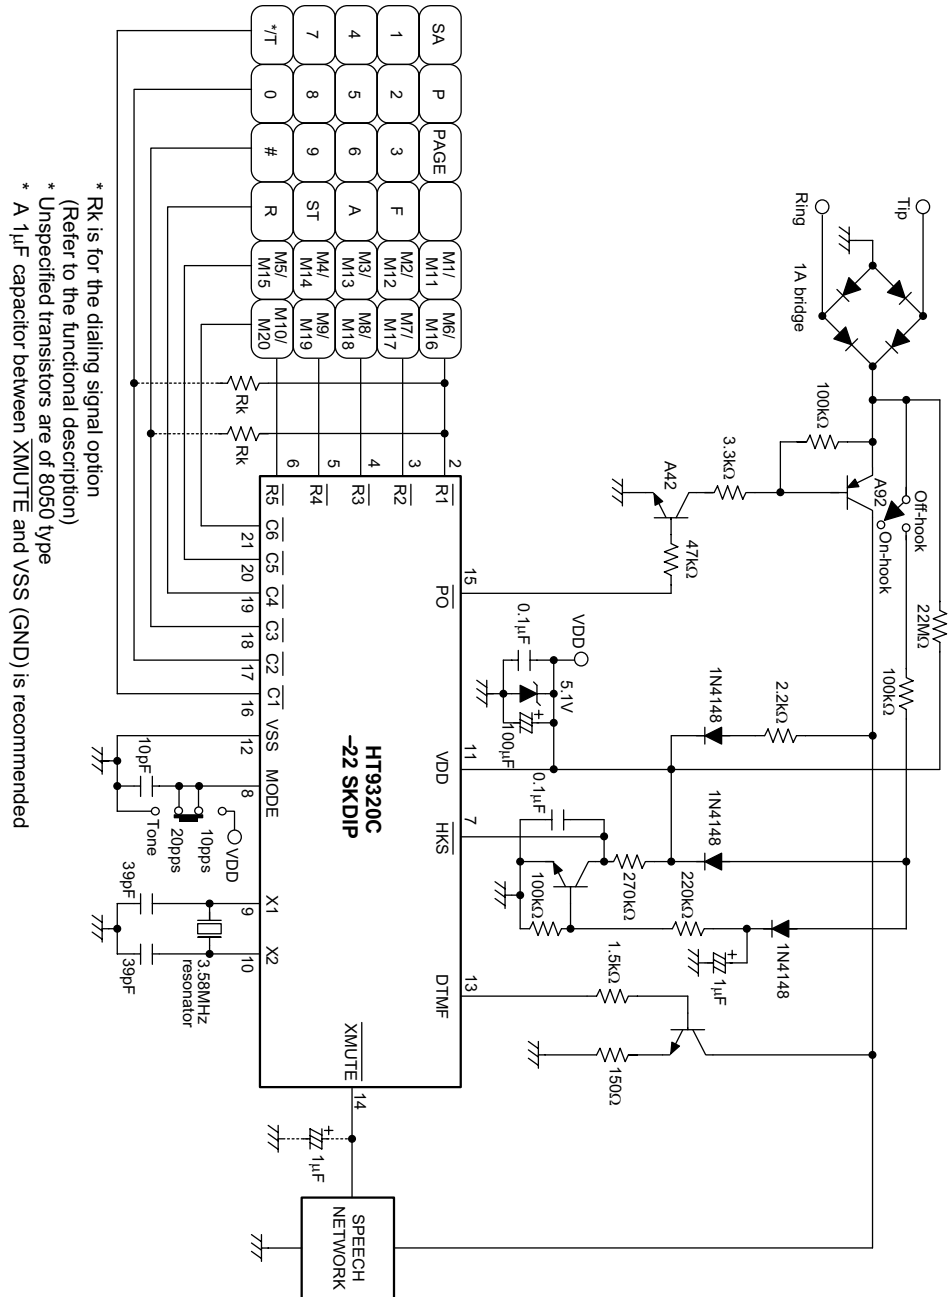 Tip
Ring
1A bridge
Off-hook
On-hook
A92
100kΩ
3.3kΩ
A42
47kΩ
22MΩ
100kΩ
2.2kΩ
1N4148
1N4148
1N4148
VDD
0.1µF
5.1V
100µF
0.1µF
270kΩ
100kΩ
220kΩ
1µF
1.5kΩ
150Ω
SA
P
PAGE
M1/
M11
M6/
M16
1
2
3
F
M2/
M12
M7/
M17
4
5
6
A
M3/
M13
M8/
M18
7
8
9
ST
M4/
M14
M9/
M19
*/T
0
#
R
M5/
M15
M10/
M20
Rk
Rk
2
3
4
5
6
R1
R2
R3
R4
R5
15
PO
11
VDD
7
HKS
13
DTMF
HT9320C
–22 SKDIP
XMUTE
14
1µF
SPEECH
NETWORK
C6
C5
C4
C3
C2
C1
VSS
MODE
X1
X2
21
20
19
18
17
16
12
8
9
10
10pF
VDD
10pps
20pps
Tone
39pF
39pF
3.58MHz
resonator
* Rk is for the dialing signal option
(Refer to the functional description)
* Unspecified transistors are of 8050 type
* A 1µF capacitor between XMUTE and VSS (GND) is recommended